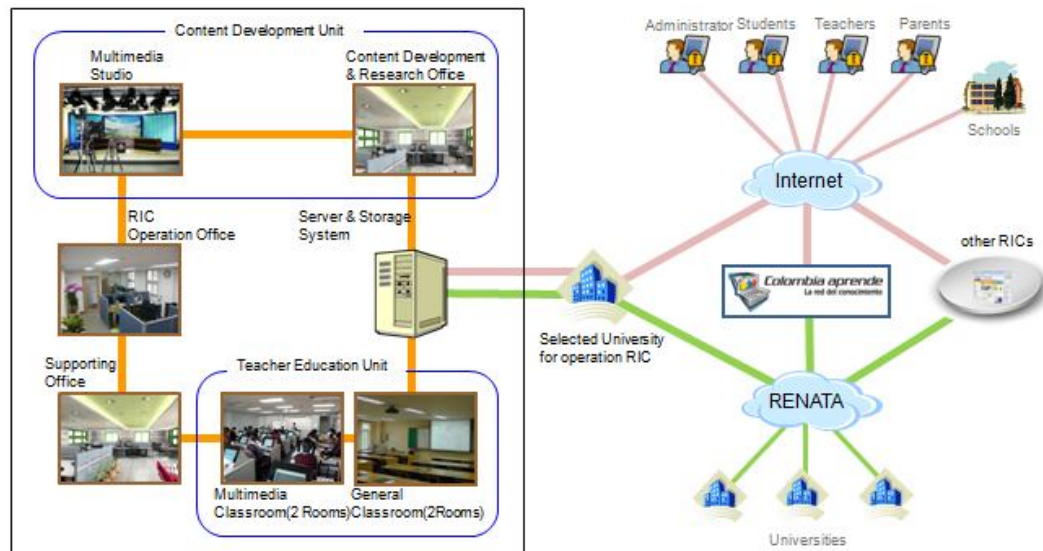 Content Development Unit
Multimedia
Studio
Content Development
& Research Office
RIC
Operation Office
Server & Storage
System
Supporting
Office
Teacher Education Unit
Multimedia
Classroom(2 Rooms)
General
Classroom(2Rooms)
Administrator
Students
Teachers
Parents
Schools
Internet
other RICs
Colombia aprende
La red del conocimiento
Selected University
for operation RIC
RENATA
Universities